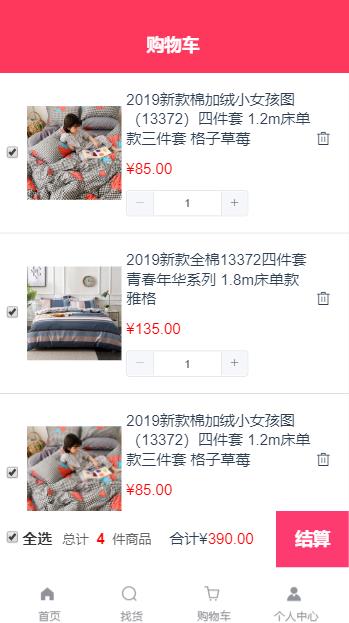 购物车
2019新款棉加绒小女孩图
（13372）四件套 1.2m床单
款三件套 格子草莓
¥85.00
− 1 +
2019新款全棉13372四件套
青春年华系列 1.8m床单款
雅格
¥135.00
− 1 +
2019新款棉加绒小女孩图
（13372）四件套 1.2m床单
款三件套 格子草莓
¥85.00
全选 总计 4 件商品 合计¥390.00 结算
首页 找货 购物车 个人中心